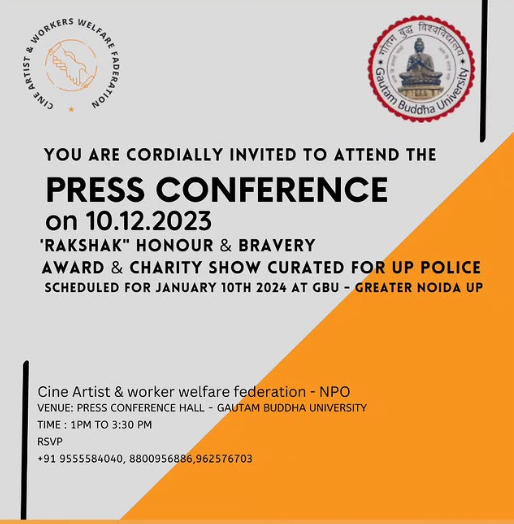 CINE ARTIST & WORKERS WELFARE FADERATION
गौतम बुद्ध विश्वविद्यालय
Gautam Buddha University
YOU ARE CORDIALLY INVITED TO ATTEND THE
PRESS CONFERENCE
on 10.12.2023
'RAKSHAK" HONOUR & BRAVERY
AWARD & CHARITY SHOW CURATED FOR UP POLICE
SCHEDULED FOR JANUARY 10TH 2024 AT GBU - GREATER NOIDA UP
Cine Artist & worker welfare federation - NPO
VENUE: PRESS CONFERENCE HALL - GAUTAM BUDDHA UNIVERSITY
TIME : 1PM TO 3:30 PM
RSVP
+91 9555584040, 8800956886,962576703